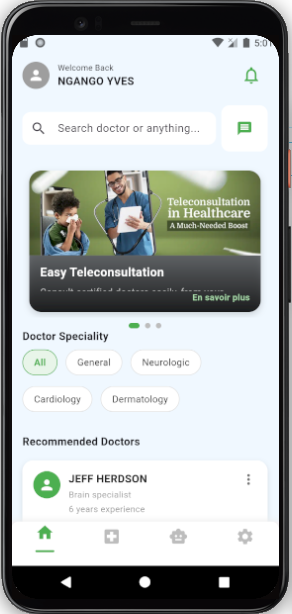 5:01
Welcome Back
NGANGO YVES
Search doctor or anything...
Teleconsultation
in Healthcare
A Much-Needed Boost
Easy Teleconsultation
Consult certified doctors easily from your
En savoir plus
Doctor Speciality
All
General
Neurologic
Cardiology
Dermatology
Recommended Doctors
JEFF HERDSON
Brain specialist
6 years experience